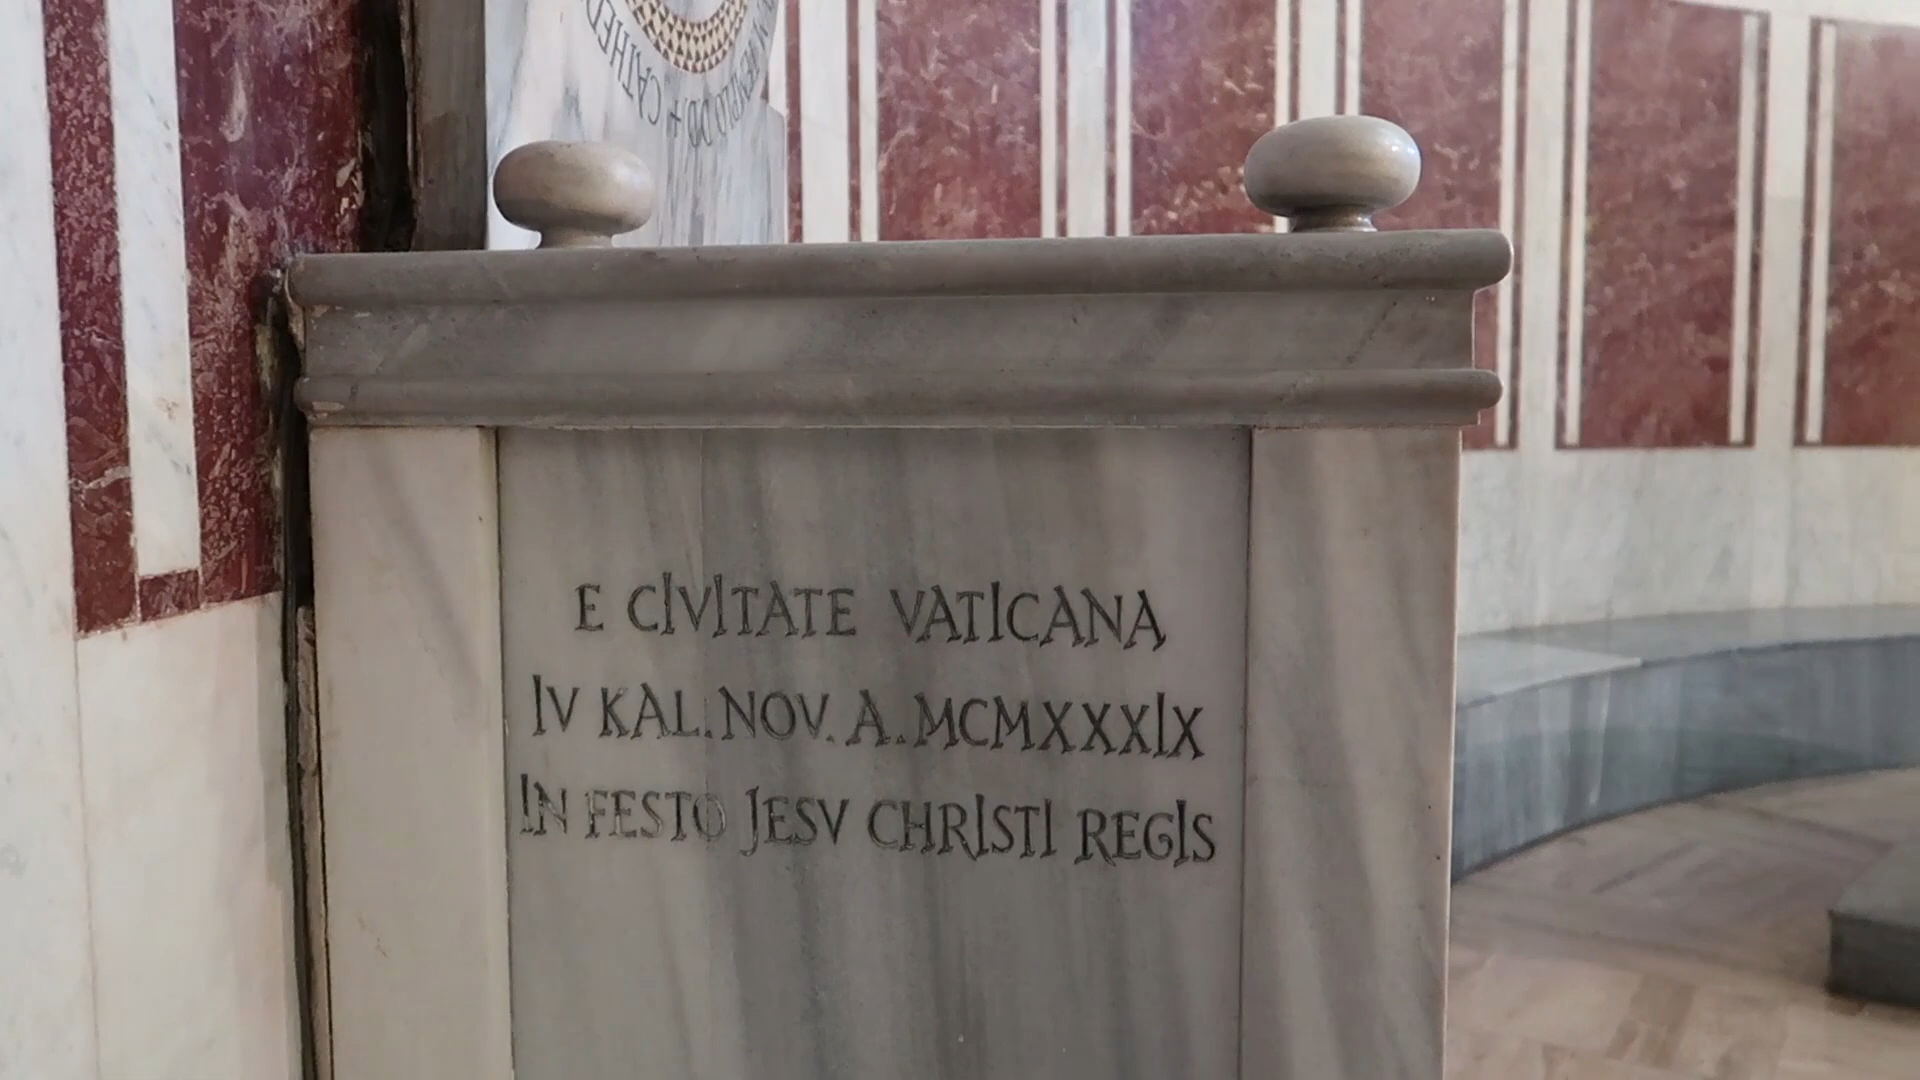 E CIVITATE VATICANA
IV KAL. NOV. A. MCMXXXIX
IN FESTO JESV CHRISTI REGIS